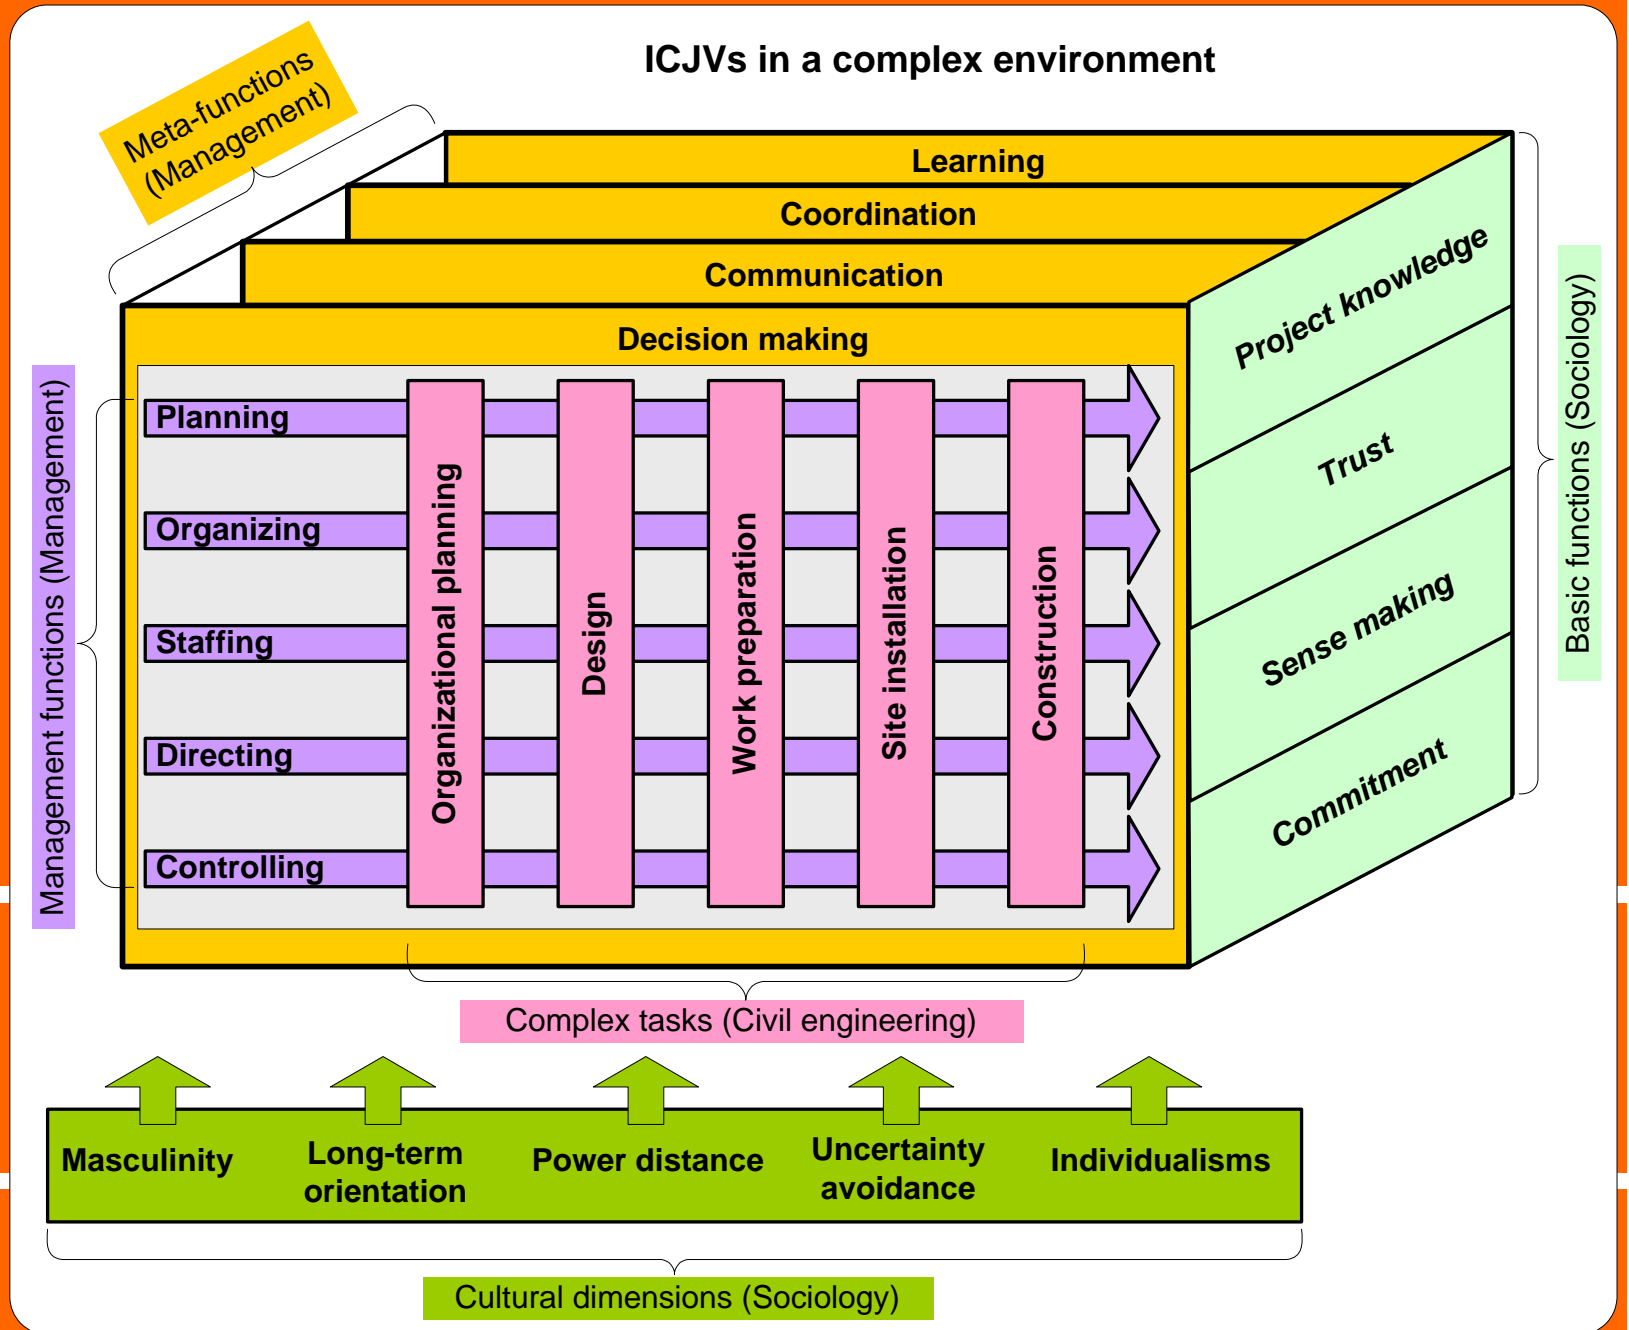 ICJVs in a complex environment
Meta-functions
(Management)
Learning
Coordination
Communication
Decision making
Management functions (Management)
Planning
Organizing
Staffing
Directing
Controlling
Organizational planning
Design
Work preparation
Site installation
Construction
Project knowledge
Trust
Sense making
Commitment
Basic functions (Sociology)
Complex tasks (Civil engineering)
Masculinity
Long-term
orientation
Power distance
Uncertainty
avoidance
Individualisms
Cultural dimensions (Sociology)